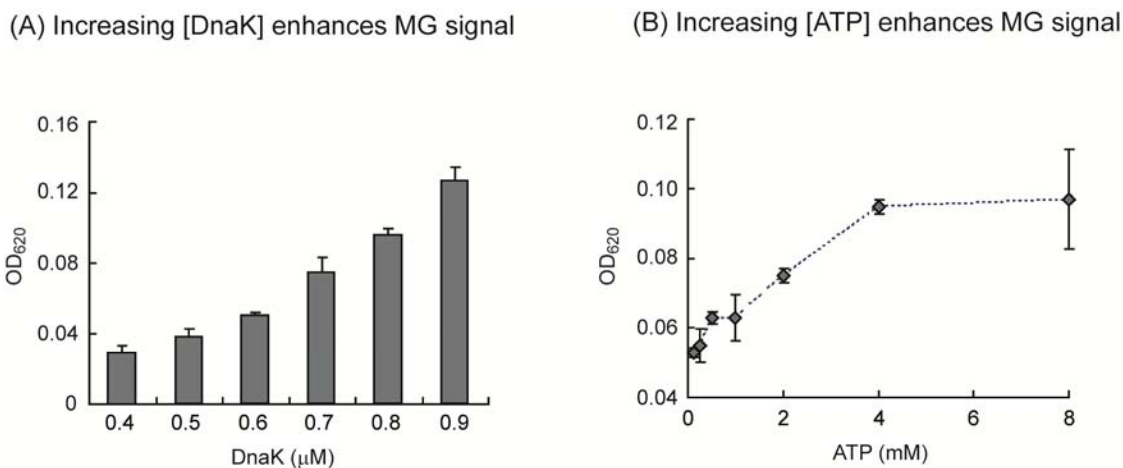 (A) Increasing [DnaK] enhances MG signal
0.16
0.12
0.08
0.04
0
OD620
0.4 0.5 0.6 0.7 0.8 0.9
DnaK (μM)
(B) Increasing [ATP] enhances MG signal
0.12
0.10
0.08
0.06
0.04
OD620
0 2 4 6 8
ATP (mM)